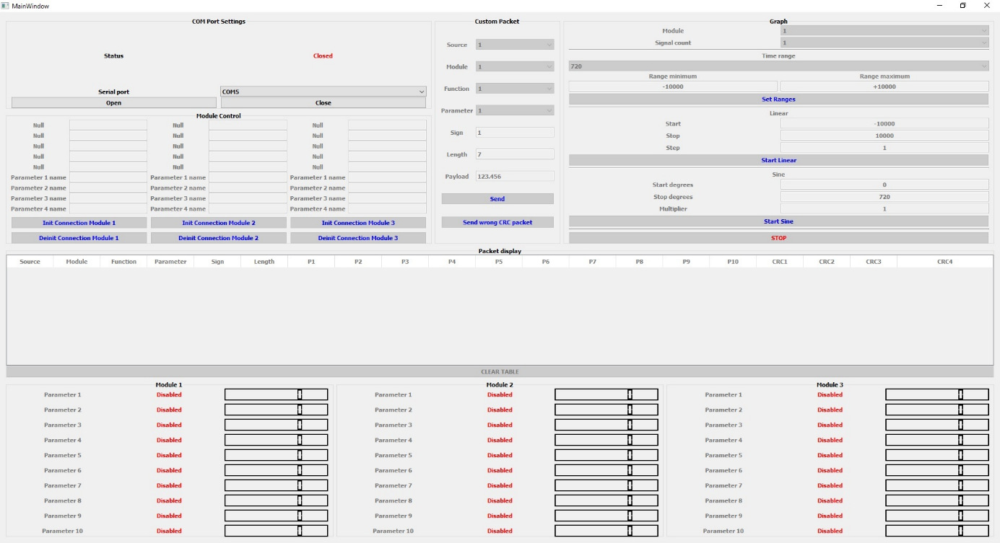 MainWindow
COM Port Settings
Status Closed
Serial port COM5
Open Close
Module Control
Null Null Null
Null Null Null
Null Null Null
Null Null Null
Null Null Null
Parameter 1 name Parameter 1 name Parameter 1 name
Parameter 2 name Parameter 2 name Parameter 2 name
Parameter 3 name Parameter 3 name Parameter 3 name
Parameter 4 name Parameter 4 name Parameter 4 name
Init Connection Module 1 Init Connection Module 2 Init Connection Module 3
Deinit Connection Module 1 Deinit Connection Module 2 Deinit Connection Module 3
Custom Packet
Source 1
Module 1
Function 1
Parameter 1
Sign 1
Length 7
Payload 123.456
Send
Send wrong CRC packet
Graph
Module 1
Signal count 1
Time range
720
Range minimum Range maximum
-10000 +10000
Set Ranges
Linear
Start -10000
Stop 10000
Step 1
Start Linear
Sine
Start degrees 0
Stop degrees 720
Multiplier 1
Start Sine
STOP
Packet display
Source Module Function Parameter Sign Length P1 P2 P3 P4 P5 P6 P7 P8 P9 P10 CRC1 CRC2 CRC3 CRC4
CLEAR TABLE
Module 1 Module 2 Module 3
Parameter 1 Disabled Parameter 1 Disabled Parameter 1 Disabled
Parameter 2 Disabled Parameter 2 Disabled Parameter 2 Disabled
Parameter 3 Disabled Parameter 3 Disabled Parameter 3 Disabled
Parameter 4 Disabled Parameter 4 Disabled Parameter 4 Disabled
Parameter 5 Disabled Parameter 5 Disabled Parameter 5 Disabled
Parameter 6 Disabled Parameter 6 Disabled Parameter 6 Disabled
Parameter 7 Disabled Parameter 7 Disabled Parameter 7 Disabled
Parameter 8 Disabled Parameter 8 Disabled Parameter 8 Disabled
Parameter 9 Disabled Parameter 9 Disabled Parameter 9 Disabled
Parameter 10 Disabled Parameter 10 Disabled Parameter 10 Disabled